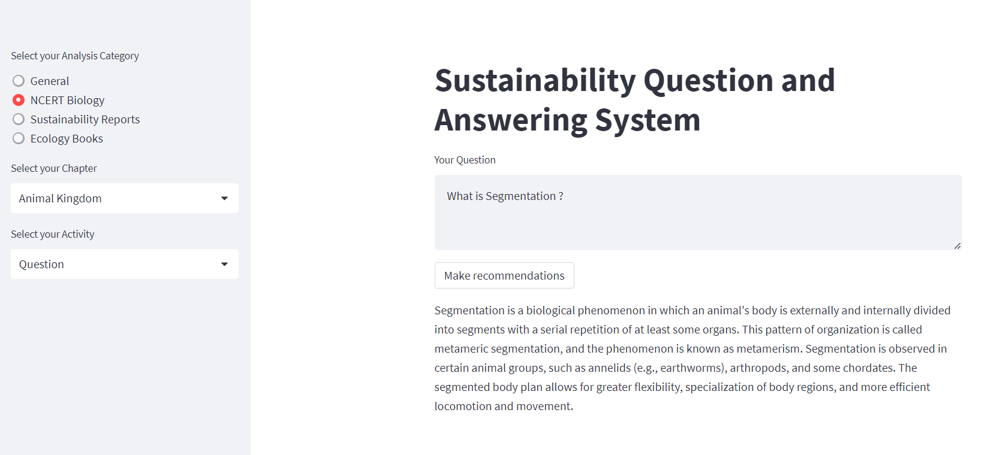 Select your Analysis Category
General
NCERT Biology
Sustainability Reports
Ecology Books
Select your Chapter
Animal Kingdom
Select your Activity
Question
Sustainability Question and
Answering System
Your Question
What is Segmentation ?
Make recommendations
Segmentation is a biological phenomenon in which an animal's body is externally and internally divided
into segments with a serial repetition of at least some organs. This pattern of organization is called
metameric segmentation, and the phenomenon is known as metamerism. Segmentation is observed in
certain animal groups, such as annelids (e.g., earthworms), arthropods, and some chordates. The
segmented body plan allows for greater flexibility, specialization of body regions, and more efficient
locomotion and movement.